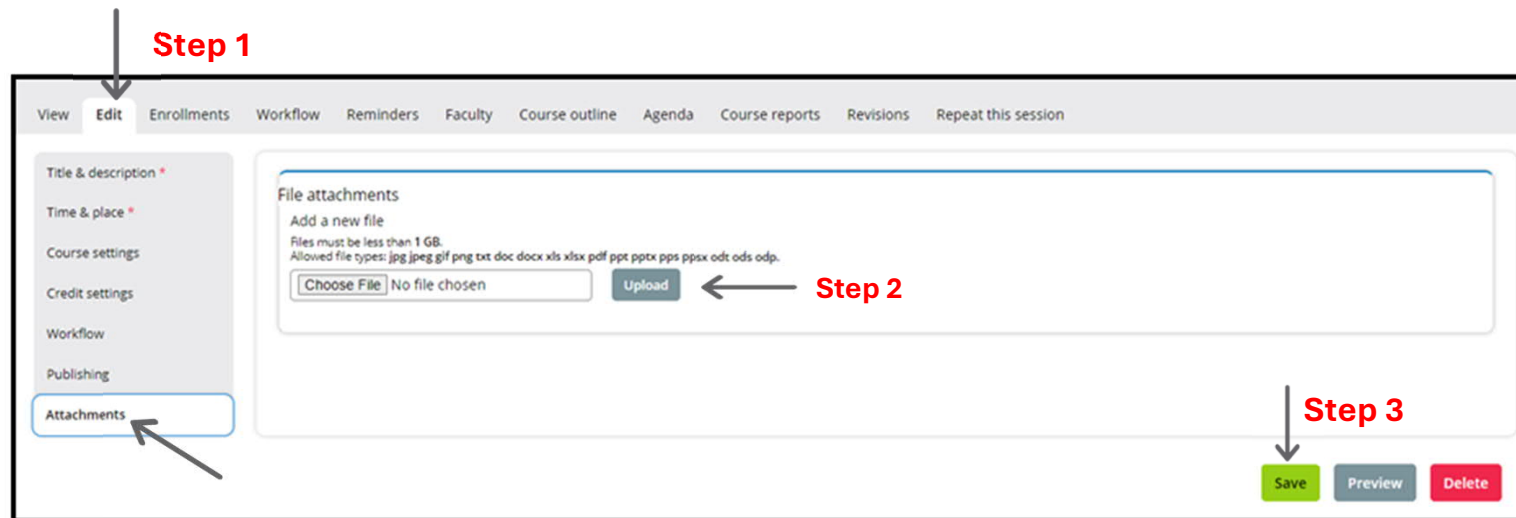 Step 1
View Edit Enrollments Workflow Reminders Faculty Course outline Agenda Course reports Revisions Repeat this session
Title & description *
Time & place *
Course settings
Credit settings
Workflow
Publishing
Attachments
File attachments
Add a new file
Files must be less than 1 GB.
Allowed file types: jpg jpeg gif png txt doc docx xls xlsx pdf ppt pptx pps ppsx odt ods odp.
Choose File No file chosen Upload Step 2
Step 3
Save Preview Delete